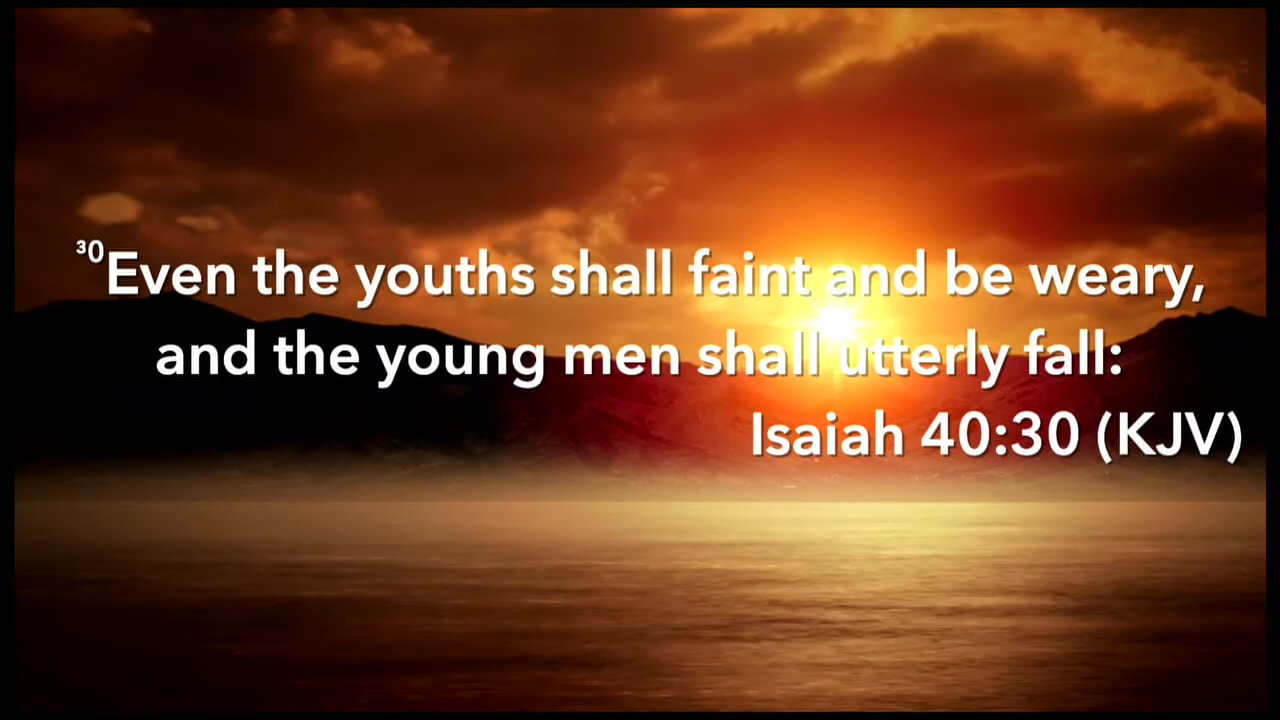 ³⁰Even the youths shall faint and be weary,
and the young men shall utterly fall:
Isaiah 40:30 (KJV)